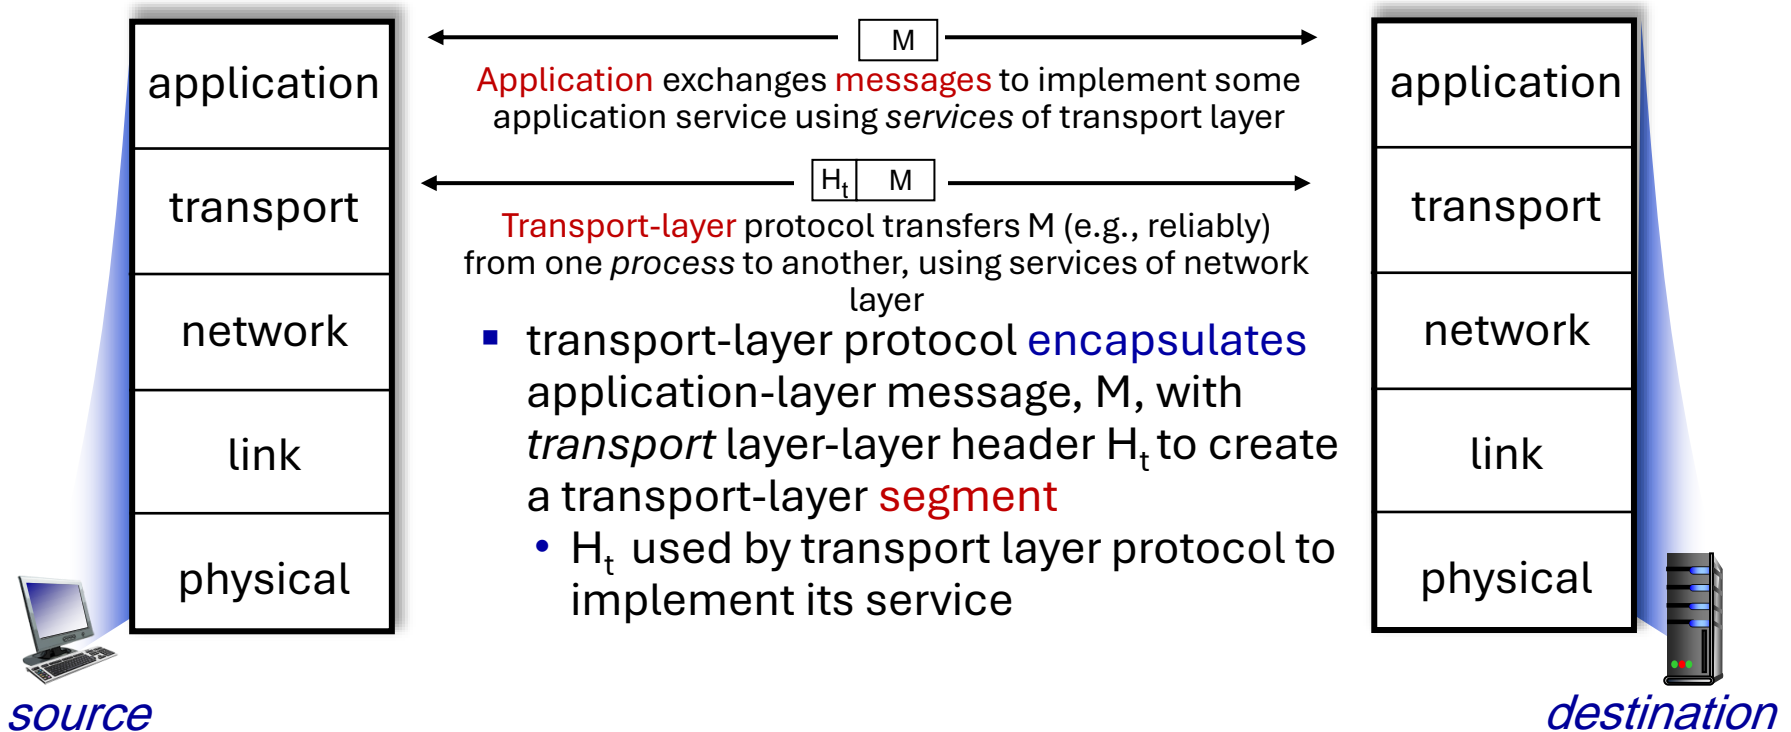 application
transport
network
link
physical
source
M
Application exchanges messages to implement some
application service using services of transport layer
Ht M
Transport-layer protocol transfers M (e.g., reliably)
from one process to another, using services of network
layer
▪ transport-layer protocol encapsulates
application-layer message, M, with
transport layer-layer header Ht to create
a transport-layer segment
• Ht used by transport layer protocol to
implement its service
application
transport
network
link
physical
destination